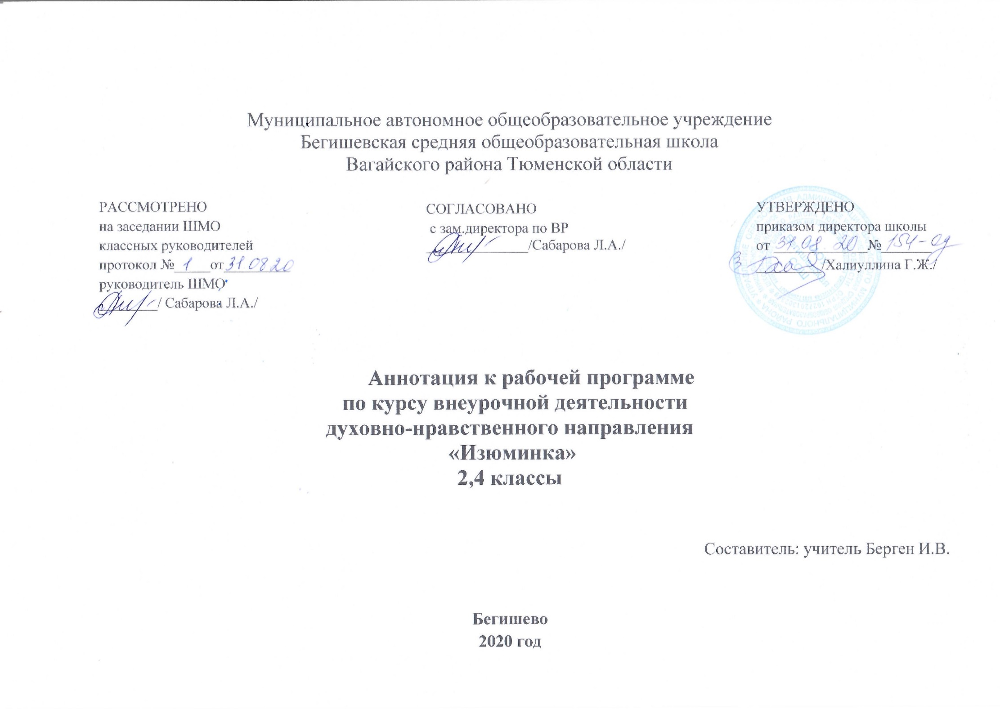 Муниципальное автономное общеобразовательное учреждение
Бегишевская средняя общеобразовательная школа
Вагайского района Тюменской области
РАССМОТРЕНО
на заседании ШМО
классных руководителей
протокол № 1 от 31.08.20
руководитель ШМО
/ Сабарова Л.А./
СОГЛАСОВАНО
с зам.директора по ВР
/Сабарова Л.А./
УТВЕРЖДЕНО
приказом директора школы
от 31.08.20 № 154-од
/Халиуллина Г.Ж./
Аннотация к рабочей программе
по курсу внеурочной деятельности
духовно-нравственного направления
«Изюминка»
2,4 классы
Составитель: учитель Берген И.В.
Бегишево
2020 год